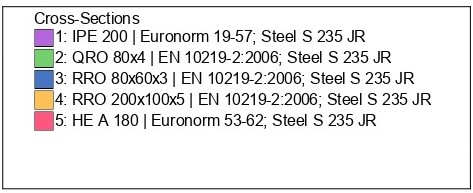 Cross-Sections
1: IPE 200 | Euronorm 19-57; Steel S 235 JR
2: QRO 80x4 | EN 10219-2:2006; Steel S 235 JR
3: RRO 80x60x3 | EN 10219-2:2006; Steel S 235 JR
4: RRO 200x100x5 | EN 10219-2:2006; Steel S 235 JR
5: HE A 180 | Euronorm 53-62; Steel S 235 JR